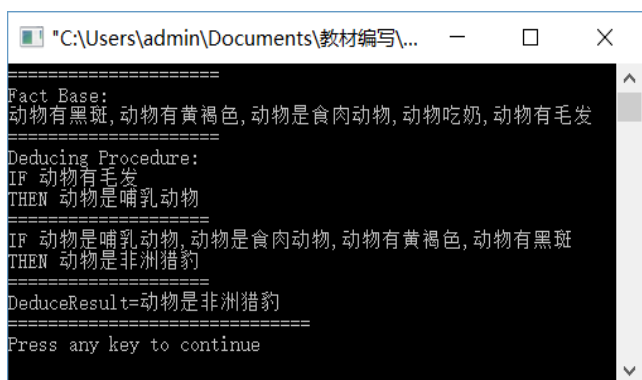 "C:\Users\admin\Documents\教材编写\...
=====================
Fact Base:
动物有黑斑,动物有黄褐色,动物是食肉动物,动物吃奶,动物有毛发
=====================
Deducing Procedure:
IF 动物有毛发
THEN 动物是哺乳动物
====================
IF 动物是哺乳动物,动物是食肉动物,动物有黄褐色,动物有黑斑
THEN 动物是非洲猎豹
====================
DeduceResult=动物是非洲猎豹
==============================
Press any key to continue